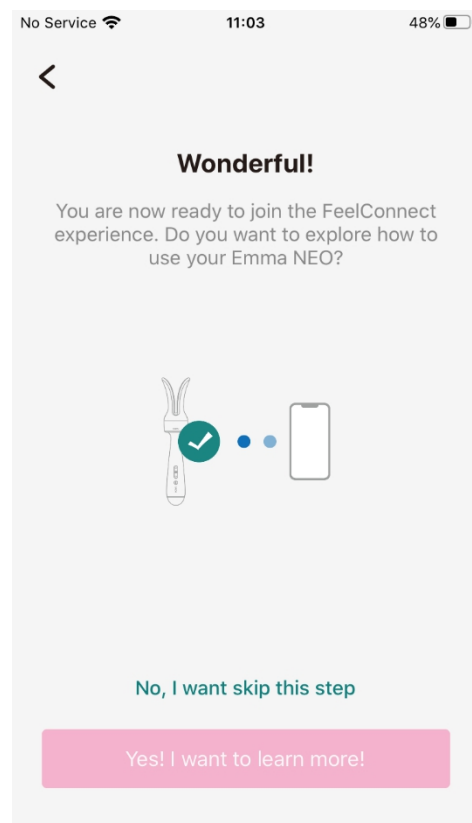 No Service 11:03 48%
Wonderful!
You are now ready to join the FeelConnect
experience. Do you want to explore how to
use your Emma NEO?
No, I want skip this step
Yes! I want to learn more!